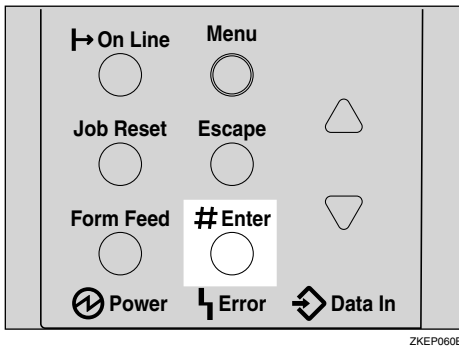 On Line Menu
Job Reset Escape
Form Feed # Enter
Power Error Data In
ZKEP060E